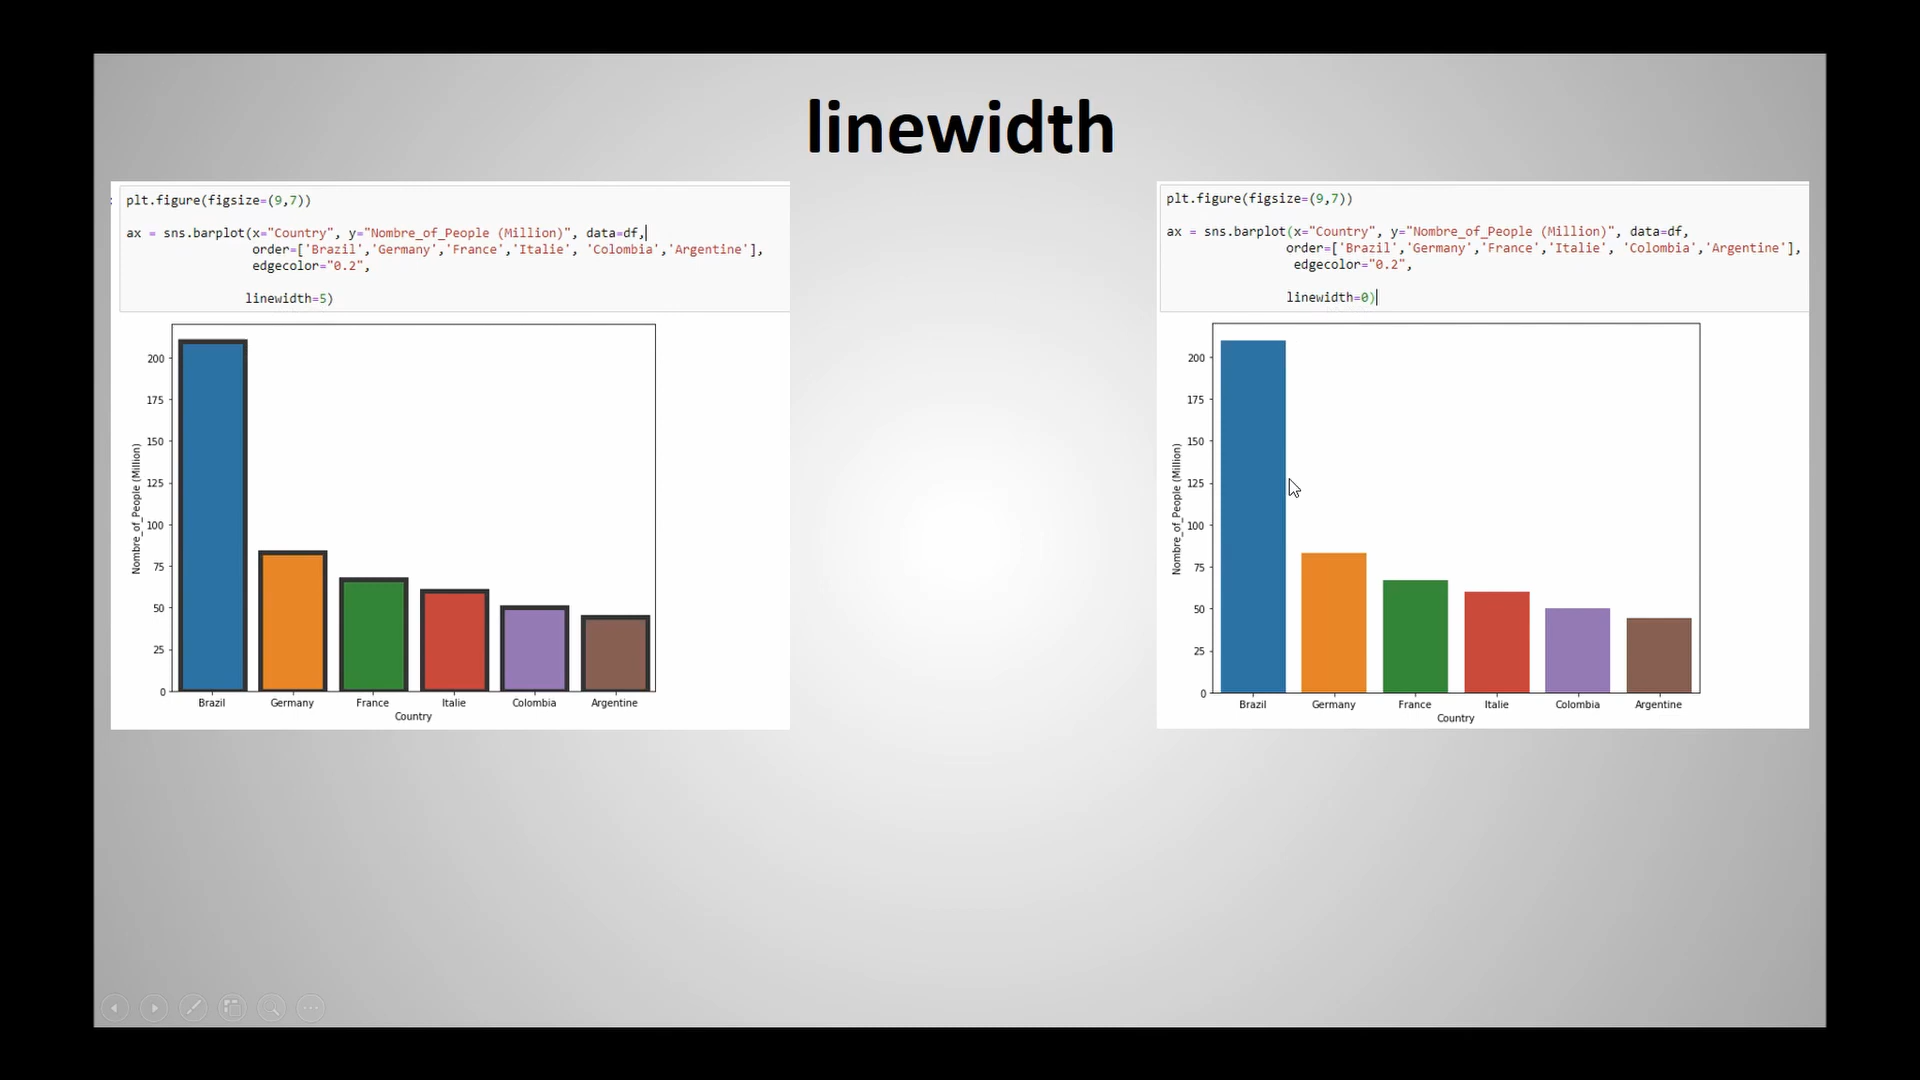 linewidth
plt.figure(figsize=(9,7))
ax = sns.barplot(x="Country", y="Nombre_of_People (Million)", data=df,
order=['Brazil','Germany','France','Italie', 'Colombia','Argentine'],
edgecolor="0.2",
linewidth=5)
200
175
150
125
100
75
50
25
0
Nombre_of_People (Million)
Brazil Germany France Italie Colombia Argentine
Country
plt.figure(figsize=(9,7))
ax = sns.barplot(x="Country", y="Nombre_of_People (Million)", data=df,
order=['Brazil','Germany','France','Italie', 'Colombia','Argentine'],
edgecolor="0.2",
linewidth=0)
200
175
150
125
100
75
50
25
0
Nombre_of_People (Million)
Brazil Germany France Italie Colombia Argentine
Country